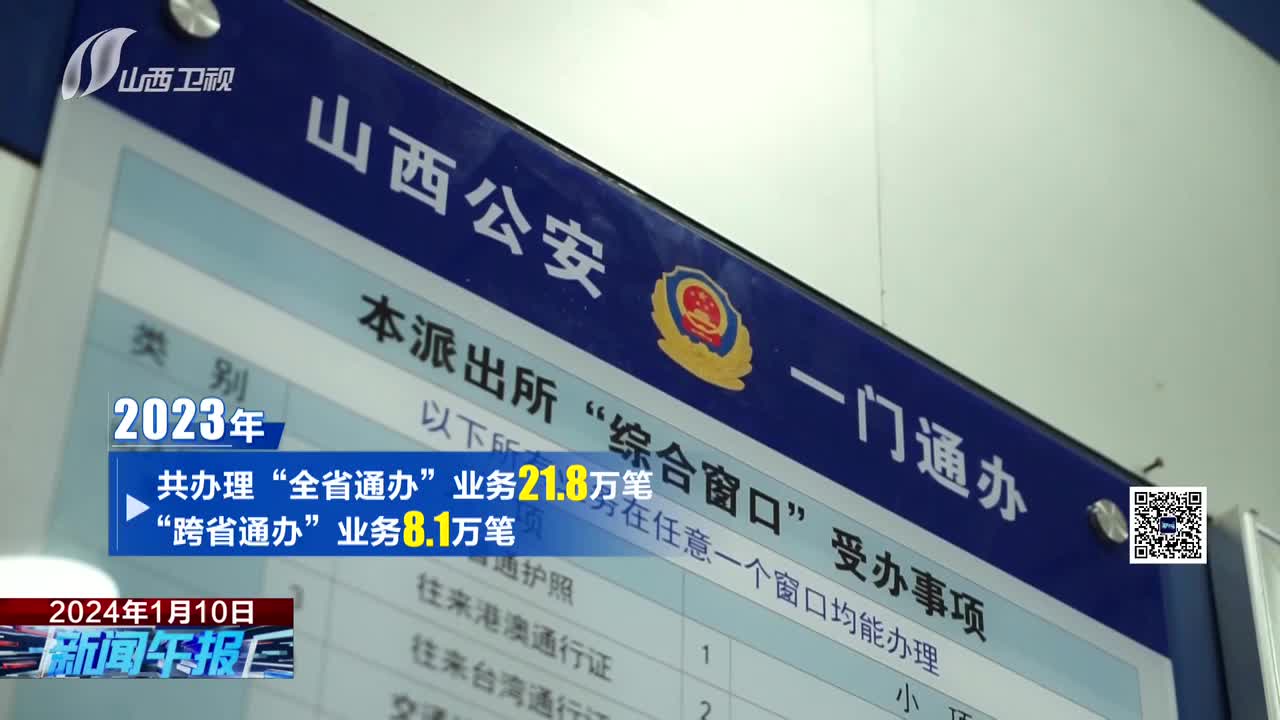 山西卫视
山西公安 一门通办
本派出所“综合窗口”受办事项
以下所有业务在任意一个窗口均能办理
类 别
项
小 项
普通护照
往来港澳通行证
1
往来台湾通行证
2
2023年
共办理“全省通办”业务21.8万笔
“跨省通办”业务8.1万笔
2024年1月10日
新闻午报